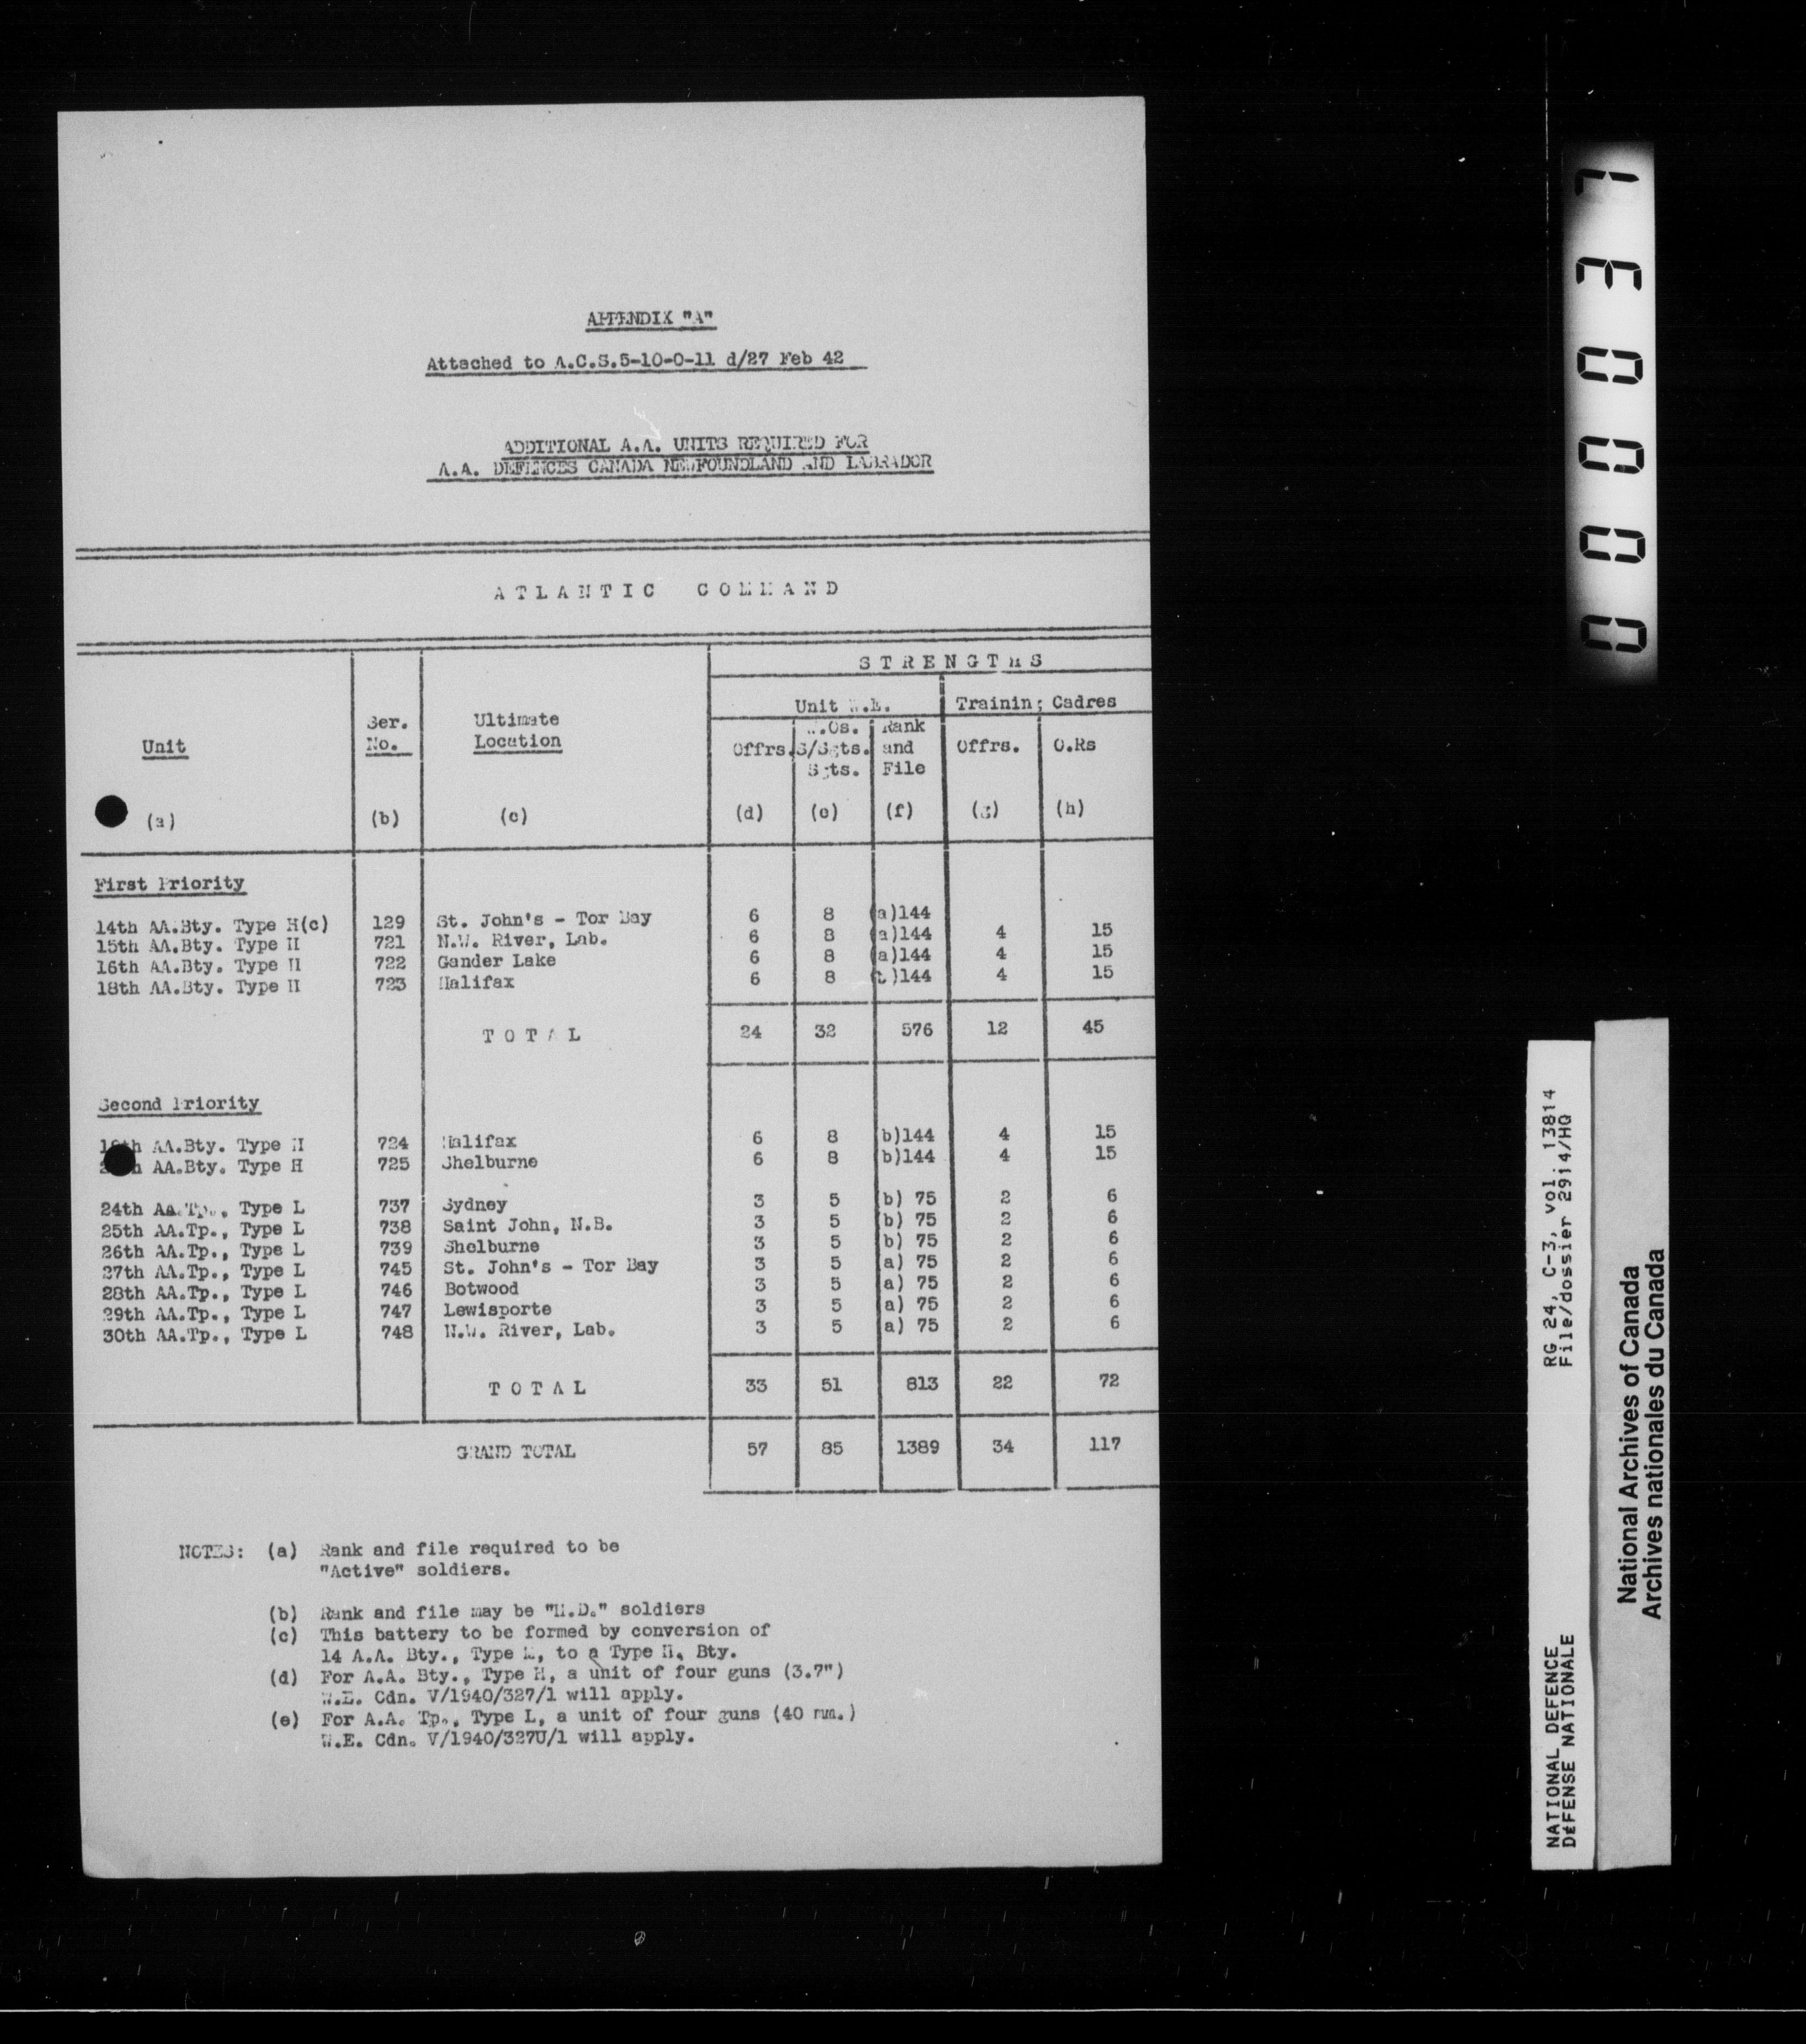 APPENDIX "A"
Attached to A.C.S.5-10-0-11 d/27 Feb 42
ADDITIONAL A.A. UNITS REQUIRED FOR
A.A. DEFENCES CANADA NEWFOUNDLAND AND LABRADOR
ATLANTIC COMMAND
STRENGTHS
Unit W.E. Training Cadres
Unit Ser. No. Ultimate Location Offrs. W.Os. S/Sgts. Sgts. Rank and File Offrs. O.Rs
(a) (b) (c) (d) (e) (f) (g) (h)
First Priority
14th AA.Bty. Type H(c) 129 St. John's - Tor Bay 6 8 (a)144
15th AA.Bty. Type H 721 N.W. River, Lab. 6 8 (a)144 4 15
16th AA.Bty. Type H 722 Gander Lake 6 8 (a)144 4 15
18th AA.Bty. Type H 723 Halifax 6 8 (b)144 4 15
TOTAL 24 32 576 12 45
Second Priority
AA.Bty. Type H 724 Halifax 6 8 b)144 4 15
AA.Bty. Type H 725 Shelburne 6 8 b)144 4 15
24th AA.Tp., Type L 737 Sydney 3 5 b) 75 2 6
25th AA.Tp., Type L 738 Saint John, N.B. 3 5 b) 75 2 6
26th AA.Tp., Type L 739 Shelburne 3 5 b) 75 2 6
27th AA.Tp., Type L 745 St. John's - Tor Bay 3 5 a) 75 2 6
28th AA.Tp., Type L 746 Botwood 3 5 a) 75 2 6
29th AA.Tp., Type L 747 Lewisporte 3 5 a) 75 2 6
30th AA.Tp., Type L 748 N.W. River, Lab. 3 5 a) 75 2 6
TOTAL 33 51 813 22 72
GRAND TOTAL 57 85 1389 34 117
NOTES: (a) Rank and file required to be
"Active" soldiers.
(b) Rank and file may be "H.D." soldiers
(c) This battery to be formed by conversion of
14 A.A. Bty., Type , to a Type H, Bty.
(d) For A.A. Bty., Type H, a unit of four guns (3.7")
W.E. Cdn. V/1940/327/1 will apply.
(e) For A.A. Tp., Type L, a unit of four guns (40 mm.)
W.E. Cdn. V/1940/327U/1 will apply.
000037
NATIONAL DEFENCE RG 24, C-3, vol. 13814
DÉFENSE NATIONALE File/dossier 2914/HQ
National Archives of Canada
Archives nationales du Canada